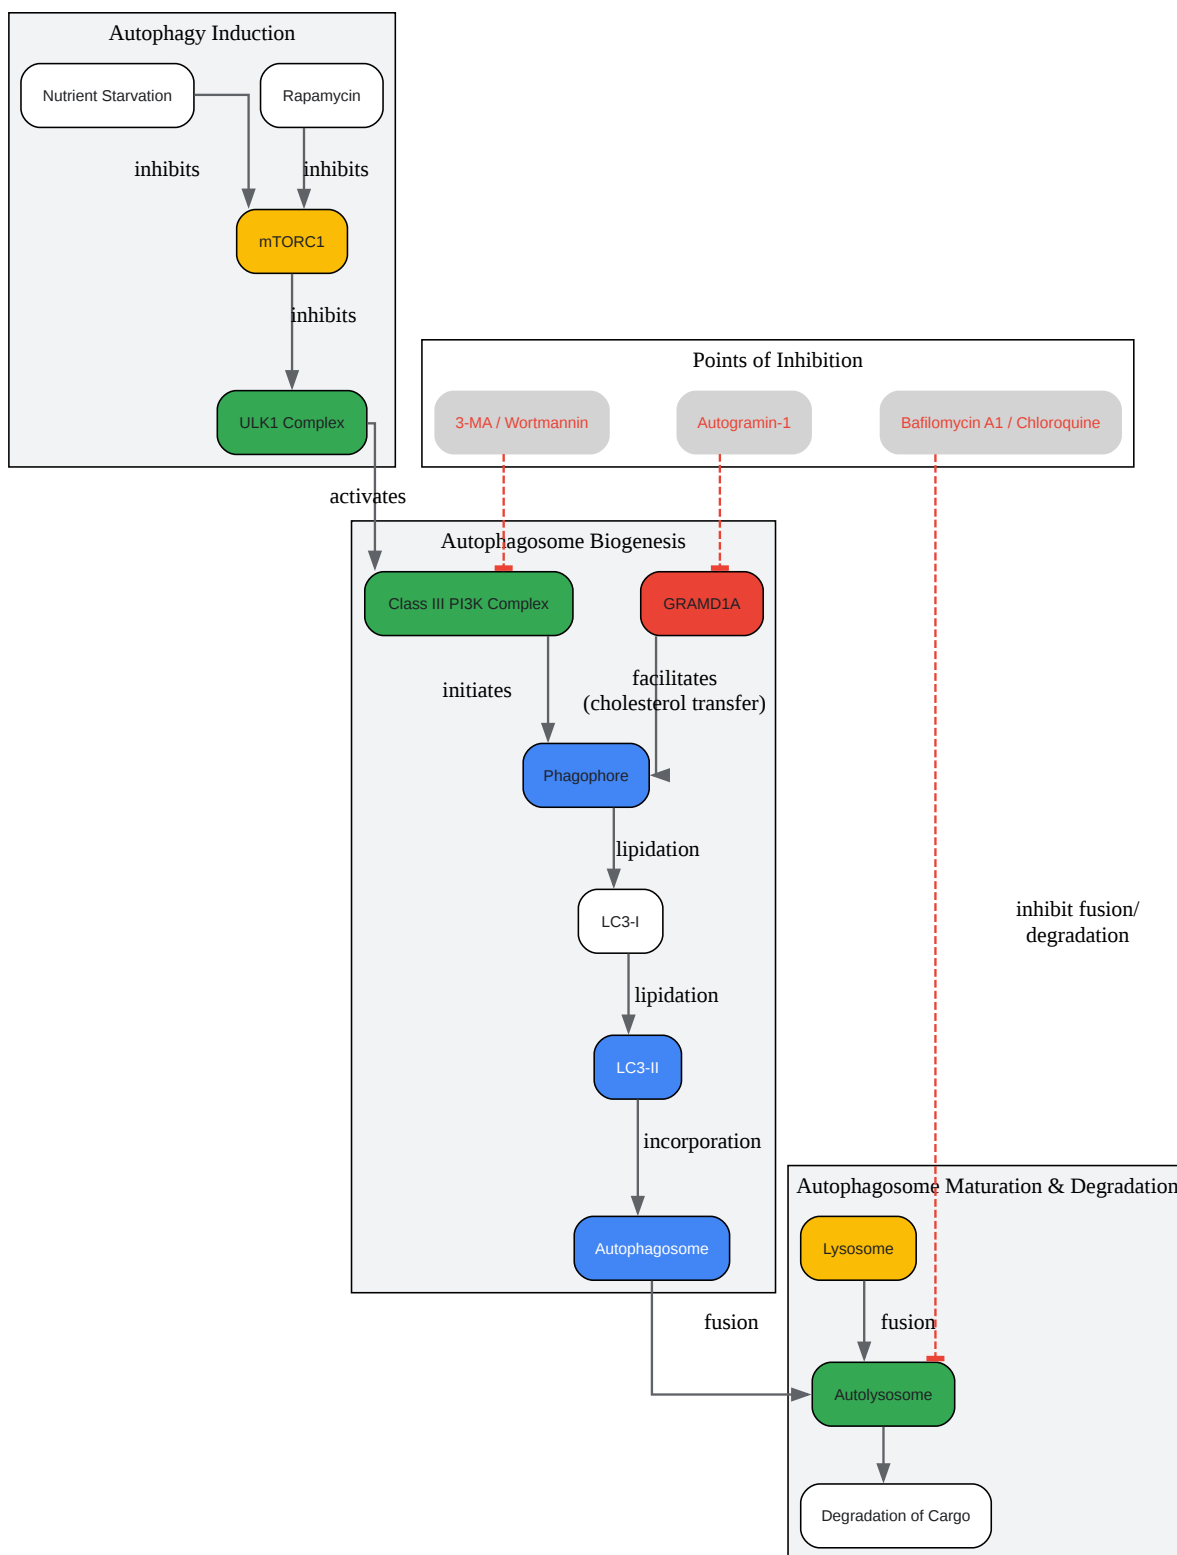 Autophagy Induction
Nutrient Starvation
Rapamycin
inhibits
inhibits
mTORC1
inhibits
ULK1 Complex
activates
Points of Inhibition
3-MA / Wortmannin
Autogramin-1
Bafilomycin A1 / Chloroquine
Autophagosome Biogenesis
Class III PI3K Complex
GRAMD1A
initiates
facilitates
(cholesterol transfer)
Phagophore
lipidation
LC3-I
lipidation
LC3-II
incorporation
Autophagosome
fusion
inhibit fusion/
degradation
Autophagosome Maturation & Degradation
Lysosome
fusion
Autolysosome
Degradation of Cargo